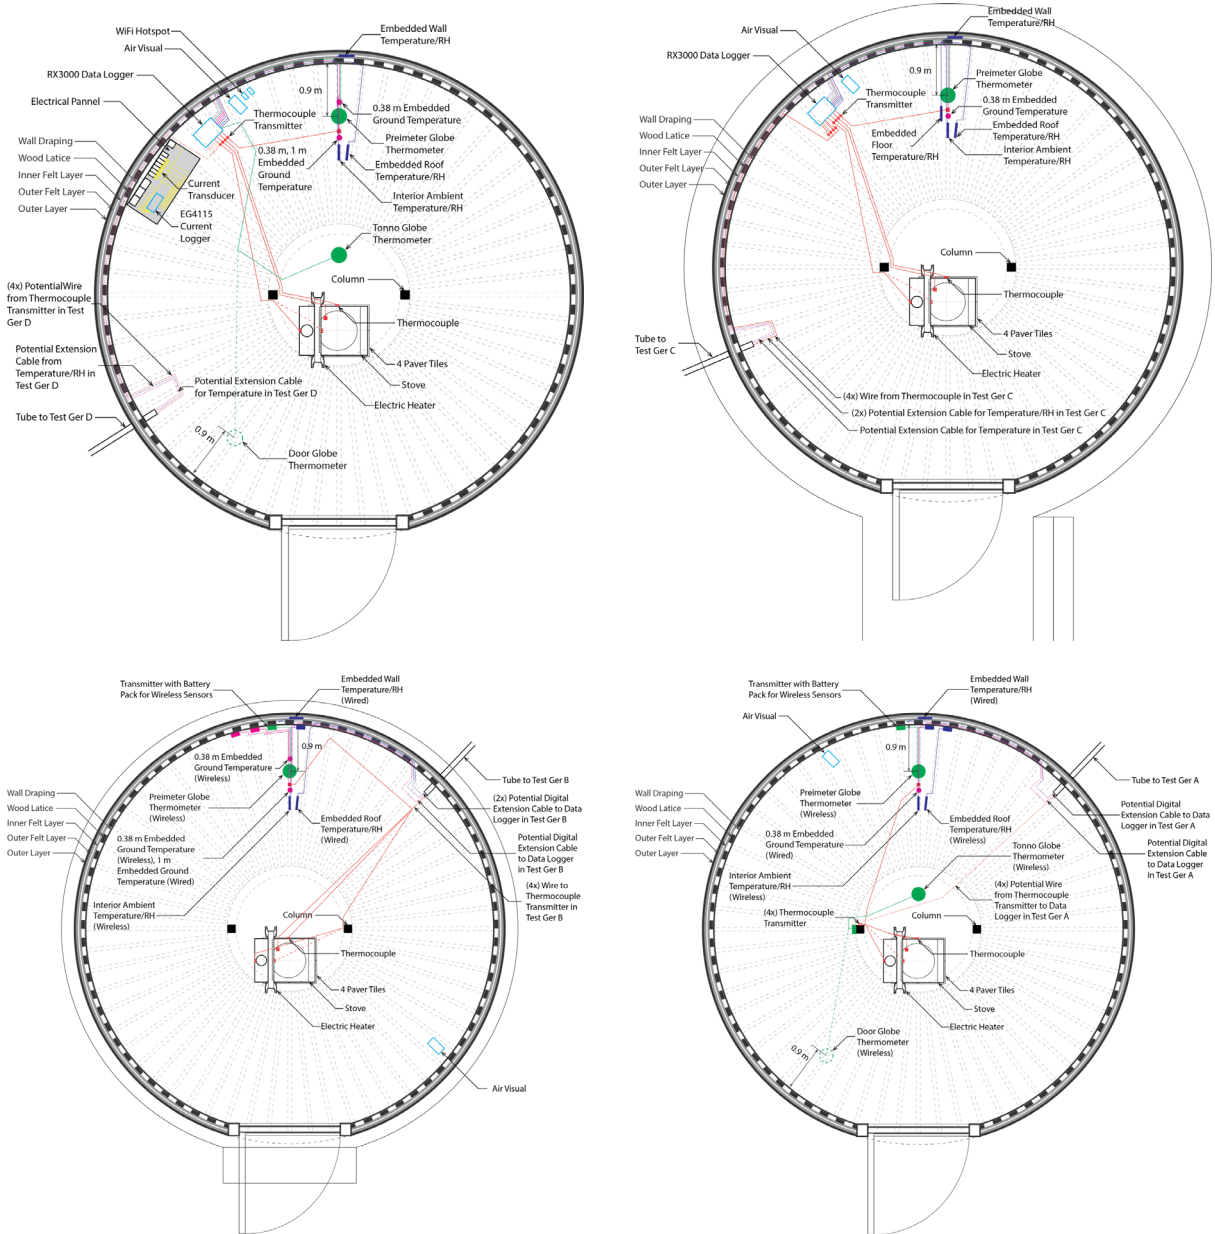 WiFi Hotspot
Air Visual
RX3000 Data Logger
Electrical Pannel
Wall Draping
Wood Latice
Inner Felt Layer
Outer Felt Layer
Outer Layer
Embedded Wall
Temperature/RH
0.9 m
Thermocouple
Transmitter
0.38 m Embedded
Ground Temperature
Preimeter Globe
Thermometer
0.38 m, 1 m
Embedded
Ground
Temperature
Embedded Roof
Temperature/RH
Current
Transducer
Interior Ambient
Temperature/RH
EG4115
Current
Logger
Tonno Globe
Thermometer
Column
(4x) PotentialWire
from Thermocouple
Transmitter in Test
Ger D
Thermocouple
Potential Extension
Cable from
Temperature/RH in
Test Ger D
4 Paver Tiles
Potential Extension Cable
for Temperature in Test Ger D
Stove
Electric Heater
Tube to Test Ger D
0.9 m
Door Globe
Thermometer
Embedded Wall
Temperature/RH
Air Visual
RX3000 Data Logger
0.9 m
Preimeter Globe
Thermometer
Thermocouple
Transmitter
0.38 m Embedded
Ground Temperature
Embedded Roof
Temperature/RH
Embedded
Floor
Temperature/RH
Interior Ambient
Temperature/RH
Wall Draping
Wood Latice
Inner Felt Layer
Outer Felt Layer
Outer Layer
Column
Thermocouple
4 Paver Tiles
Tube to
Test Ger C
Electric Heater
Stove
(4x) Wire from Thermocouple in Test Ger C
(2x) Potential Extension Cable for Temperature/RH in Test Ger C
Potential Extension Cable for Temperature in Test Ger C
Transmitter with Battery
Pack for Wireless Sensors
Embedded Wall
Temperature/RH
(Wired)
0.9 m
0.38 m Embedded
Ground Temperature
(Wireless)
Tube to Test Ger B
Preimeter Globe
Thermometer
(Wireless)
Wall Draping
Wood Latice
Inner Felt Layer
Outer Felt Layer
Outer Layer
(2x) Potential Digital
Extension Cable to Data
Logger in Test Ger B
Embedded Roof
Temperature/RH
(Wired)
0.38 m Embedded
Ground Temperature
(Wireless), 1 m
Embedded Ground
Temperature (Wired)
Potential Digital
Extension Cable
to Data Logger
in Test Ger B
(4x) Wire to
Thermocouple
Transmitter in
Test Ger B
Interior Ambient
Temperature/RH
(Wireless)
Column
Thermocouple
4 Paver Tiles
Stove
Electric Heater
Air Visual
Transmitter with Battery
Pack for Wireless Sensors
Embedded Wall
Temperature/RH
(Wired)
Air Visual
0.9 m
Tube to Test Ger A
Preimeter Globe
Thermometer
(Wireless)
Wall Draping
Wood Latice
Inner Felt Layer
Outer Felt Layer
Outer Layer
Potential Digital
Extension Cable to Data
Logger in Test Ger A
Embedded Roof
Temperature/RH
(Wireless)
0.38 m Embedded
Ground Temperature
(Wired)
Potential Digital
Extension Cable
to Data Logger
in Test Ger A
Tonno Globe
Thermometer
(Wireless)
Interior Ambient
Temperature/RH
(Wireless)
(4x) Potential Wire
from Thermocouple
Transmitter to Data
Logger in Test Ger A
(4x) Thermocouple
Transmitter
Column
Thermocouple
4 Paver Tiles
Stove
Electric Heater
Door Globe
Thermometer
(Wireless)
0.9 m